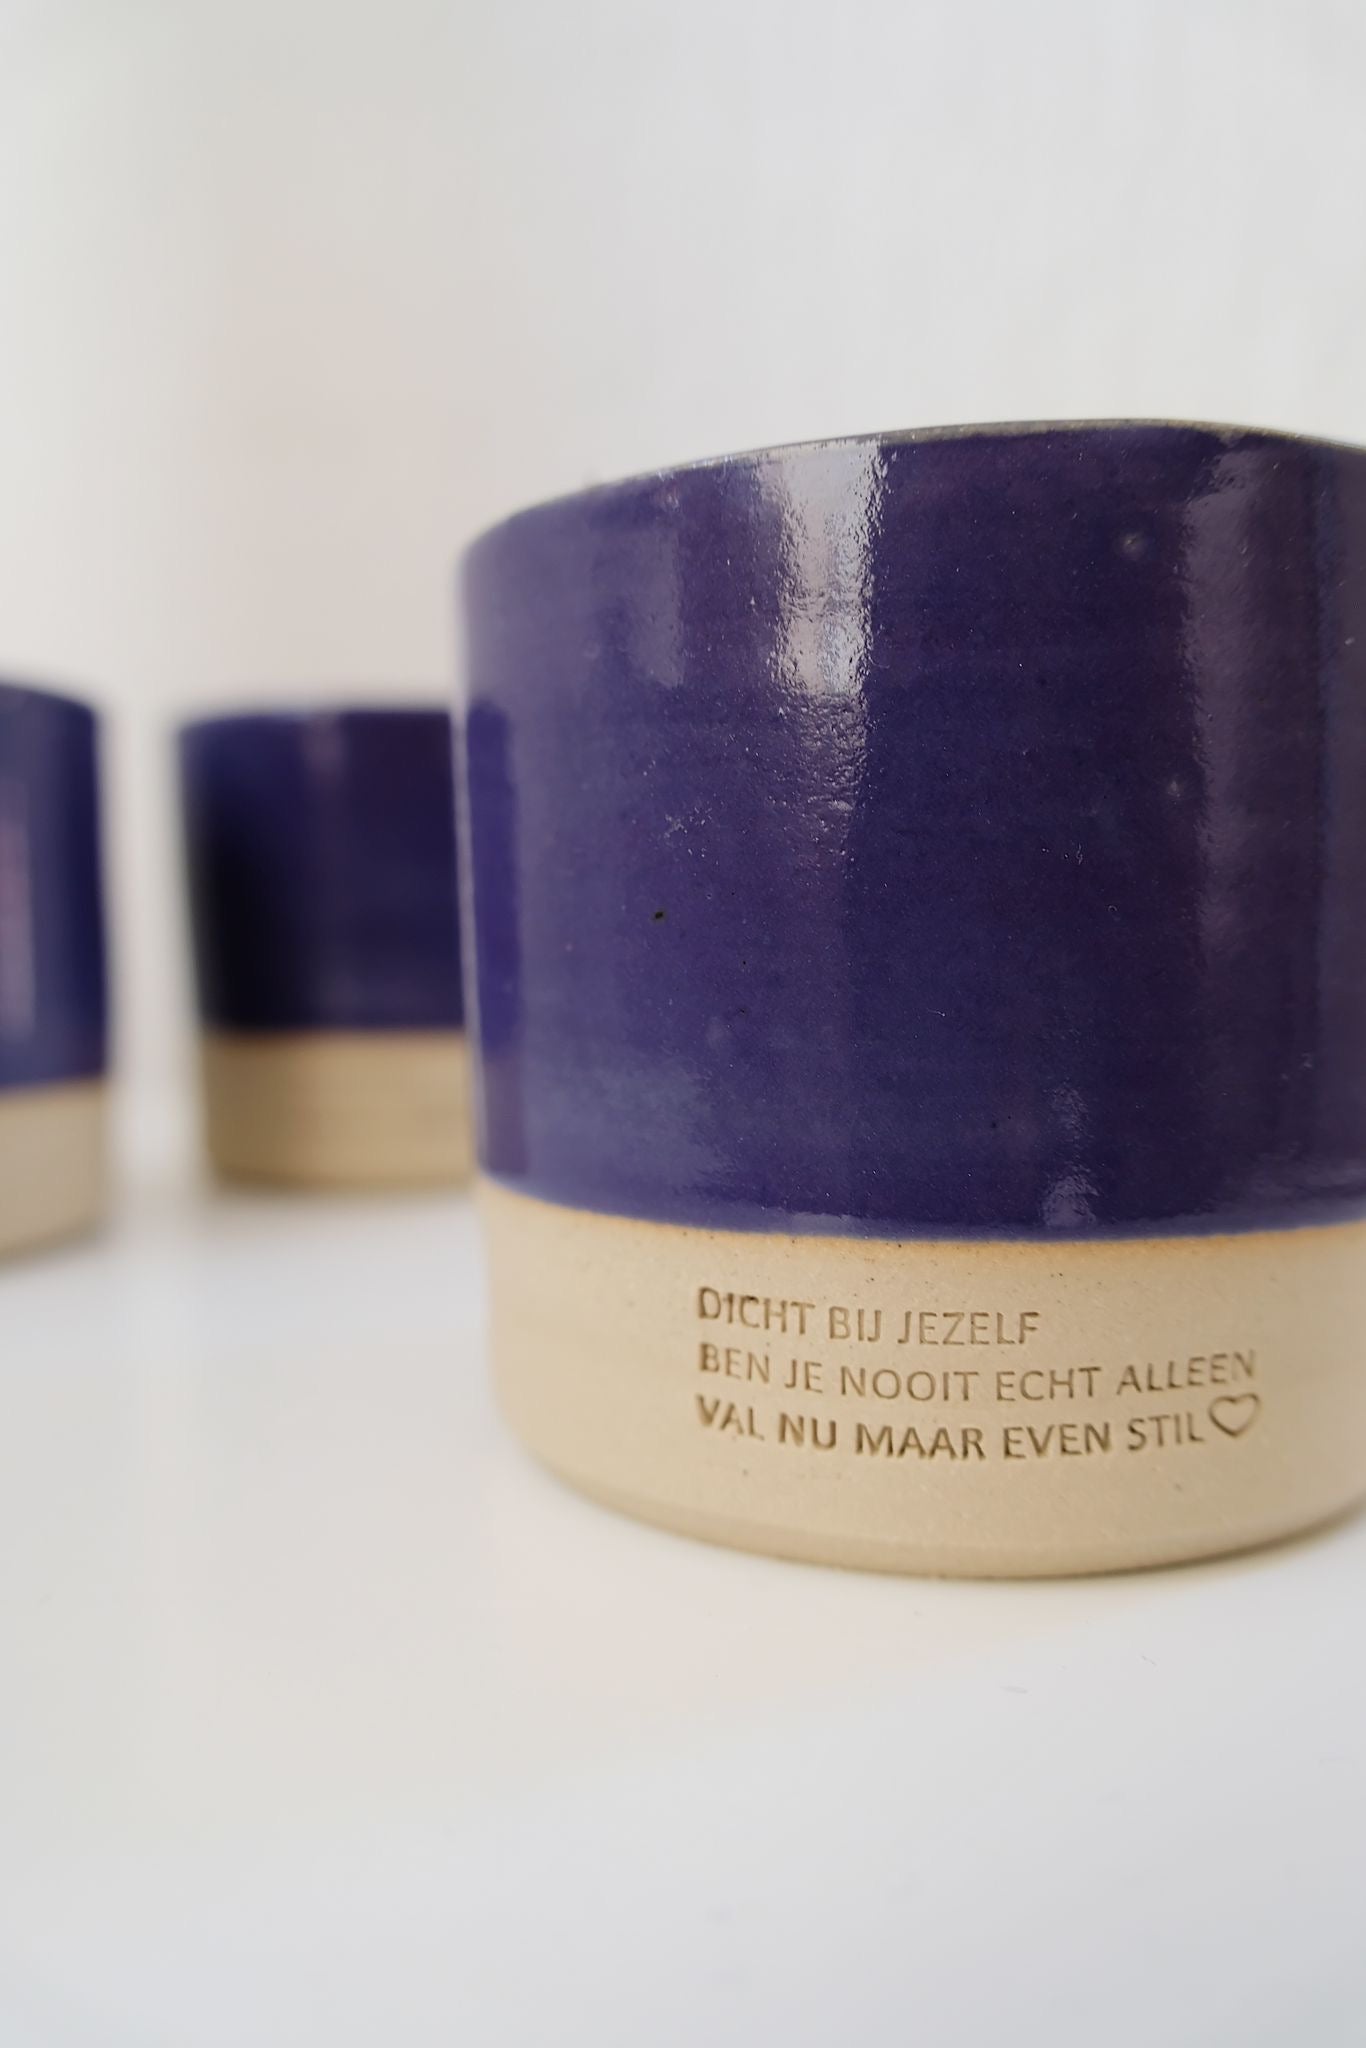 DICHT BIJ JEZELF
BEN JE NOOIT ECHT ALLEEN
VAL NU MAAR EVEN STIL♡